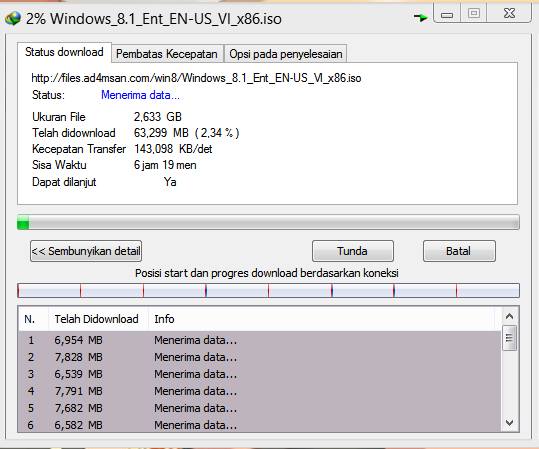 2% Windows_8.1_Ent_EN-US_VI_x86.iso
Status download Pembatas Kecepatan Opsi pada penyelesaian
http://files.ad4msan.com/win8/Windows_8.1_Ent_EN-US_VI_x86.iso
Status: Menerima data...
Ukuran File 2,633 GB
Telah didownload 63,299 MB ( 2,34 % )
Kecepatan Transfer 143,098 KB/det
Sisa Waktu 6 jam 19 men
Dapat dilanjut Ya
<< Sembunyikan detail Tunda Batal
Posisi start dan progres download berdasarkan koneksi
N. Telah Didownload Info
1 6,954 MB Menerima data...
2 7,828 MB Menerima data...
3 6,539 MB Menerima data...
4 7,791 MB Menerima data...
5 7,682 MB Menerima data...
6 6,582 MB Menerima data...